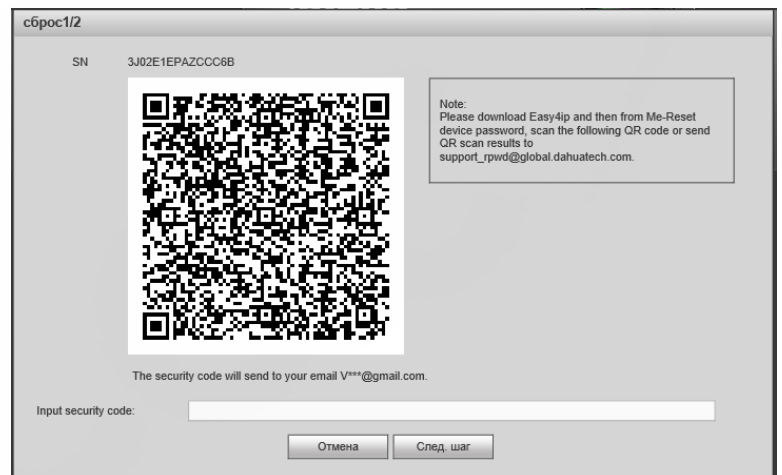 сброс1/2
SN 3J02E1EPAZCCC6B
Note:
Please download Easy4ip and then from Me-Reset
device password, scan the following QR code or send
QR scan results to
support_rpwd@global.dahuatech.com.
The security code will send to your email V***@gmail.com.
Input security code:
Отмена След. шаг